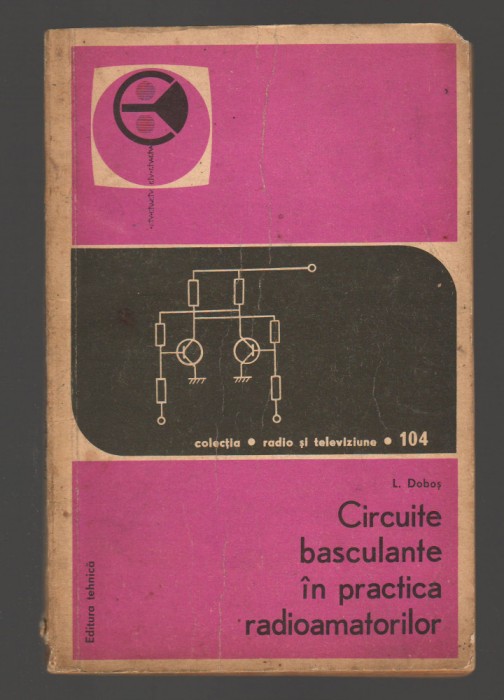 colecția • radio și televiziune • 104
L. Doboș
Circuite
basculante
în practica
radioamatorilor
Editura tehnică